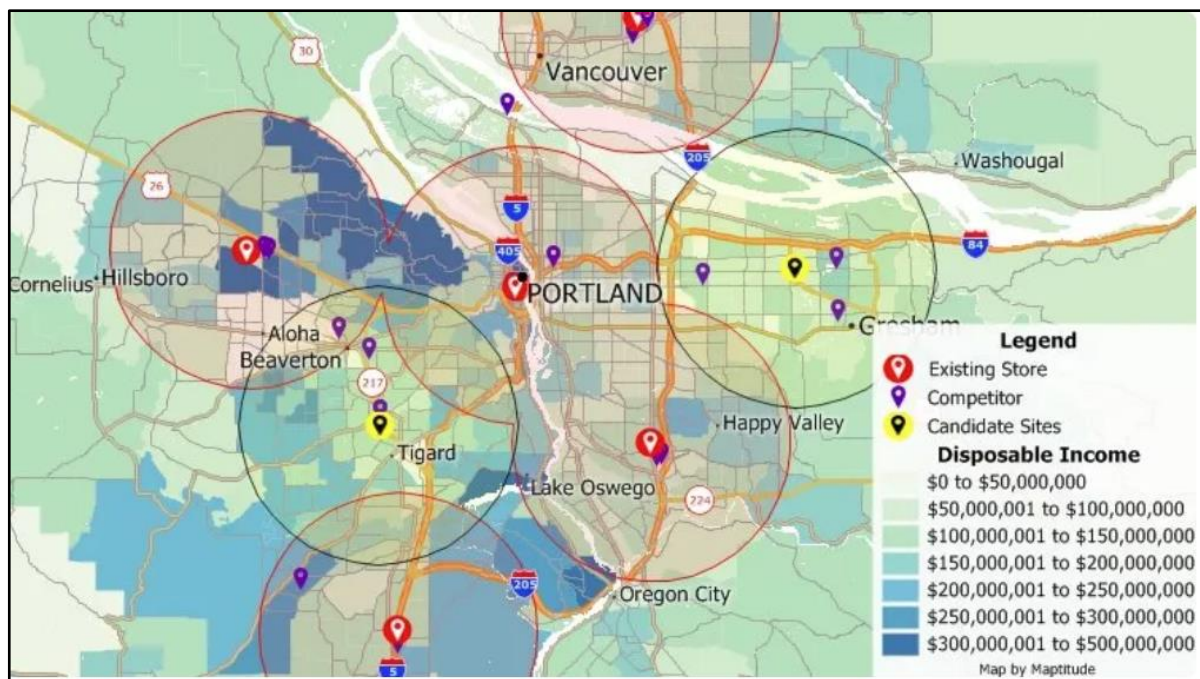 30
Vancouver
205
Washougal
26
5
405
84
Cornelius
Hillsboro
PORTLAND
Aloha
Beaverton
Gresham
217
Tigard
Happy Valley
Lake Oswego
224
205
Oregon City
5
Legend
Existing Store
Competitor
Candidate Sites
Disposable Income
$0 to $50,000,000
$50,000,001 to $100,000,000
$100,000,001 to $150,000,000
$150,000,001 to $200,000,000
$200,000,001 to $250,000,000
$250,000,001 to $300,000,000
$300,000,001 to $500,000,000
Map by Maptitude